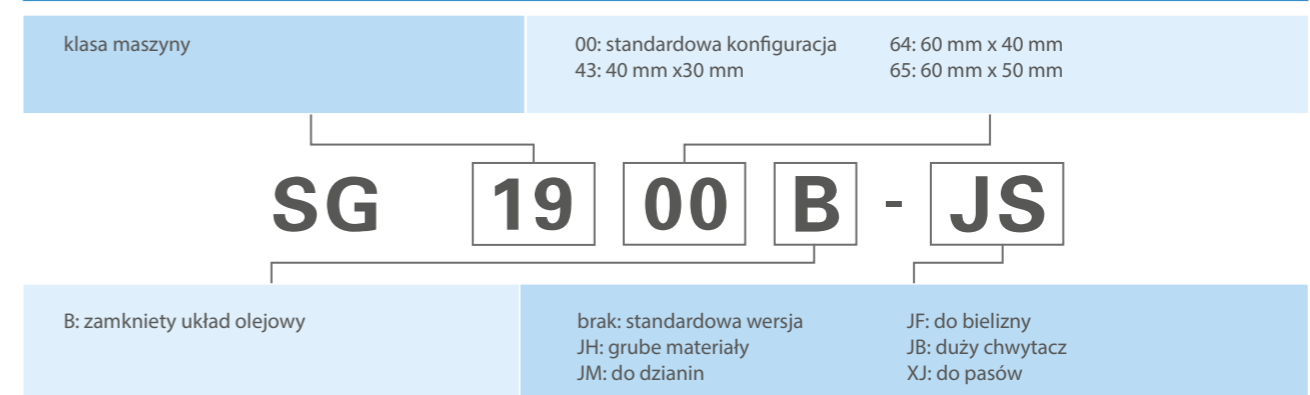 klasa maszyny
00: standardowa konfiguracja
43: 40 mm x30 mm
64: 60 mm x 40 mm
65: 60 mm x 50 mm
SG 19 00 B - JS
B: zamkniety układ olejowy
brak: standardowa wersja
JH: grube materiały
JM: do dzianin
JF: do bielizny
JB: duży chwytacz
XJ: do pasów